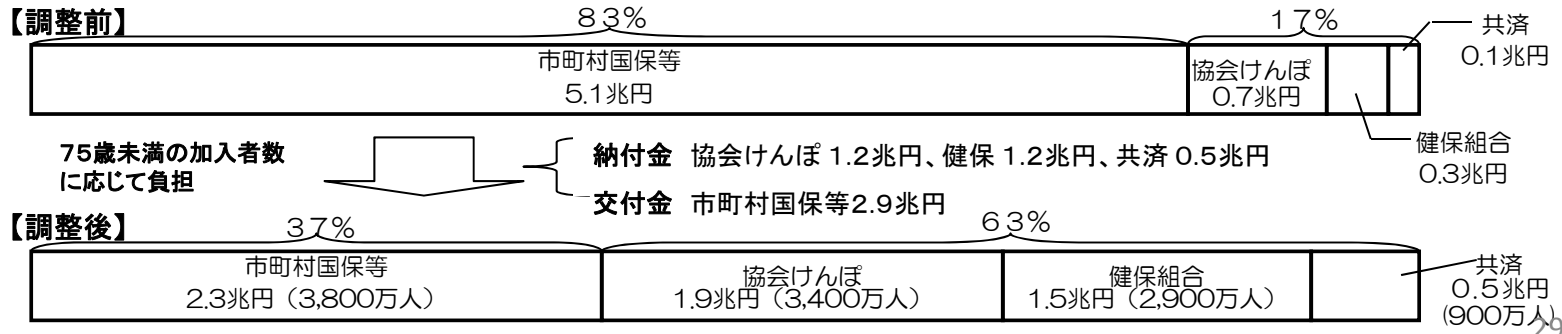 【調整前】
83%
17%
共済
0.1兆円
市町村国保等
5.1兆円
協会けんぽ
0.7兆円
健保組合
0.3兆円
75歳未満の加入者数
に応じて負担
納付金 協会けんぽ 1.2兆円、健保 1.2兆円、共済 0.5兆円
交付金 市町村国保等2.9兆円
【調整後】
37%
63%
市町村国保等
2.3兆円（3,800万人）
協会けんぽ
1.9兆円（3,400万人）
健保組合
1.5兆円（2,900万人）
共済
0.5兆円
(900万人)
29